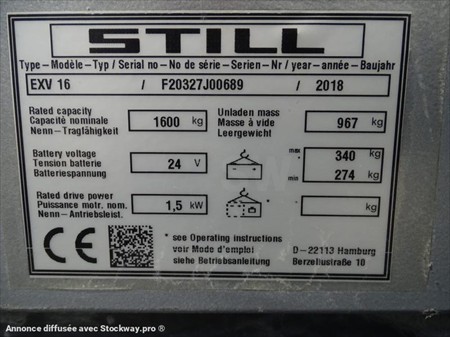 STILL
Type–Modèle–Typ / Serial no–No de série–Serien–Nr / year–année–Baujahr
EXV 16 / F20327J00689 / 2018
Rated capacity
Capacité nominale
Nenn–Tragfähigkeit
1600 kg
Unladen mass
Masse à vide
Leergewicht
967 kg
Battery voltage
Tension batterie
Batteriespannung
24 V
max 340 kg
min 274 kg
Rated drive power
Puissance motr. nom.
Nenn–Antriebsleist.
1,5 kW
* kg
CE
* see Operating instructions
voir Mode d'emploi
siehe Betriebsanleitung
D–22113 Hamburg
Berzeliusstraße 10
Annonce diffusée avec Stockway.pro ®